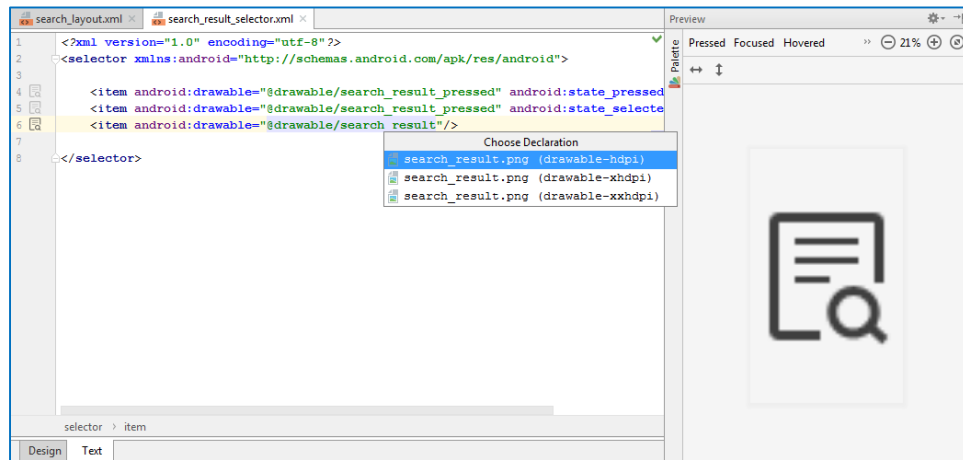 search_layout.xml search_result_selector.xml
1 <?xml version="1.0" encoding="utf-8"?>
2 <selector xmlns:android="http://schemas.android.com/apk/res/android">
3
4 <item android:drawable="@drawable/search_result_pressed" android:state_pressed
5 <item android:drawable="@drawable/search_result_pressed" android:state_selecte
6 <item android:drawable="@drawable/search_result"/>
7
8 </selector>
Choose Declaration
search_result.png (drawable-hdpi)
search_result.png (drawable-xhdpi)
search_result.png (drawable-xxhdpi)
selector › item
Design Text
Preview
Palette
Pressed Focused Hovered » 21%